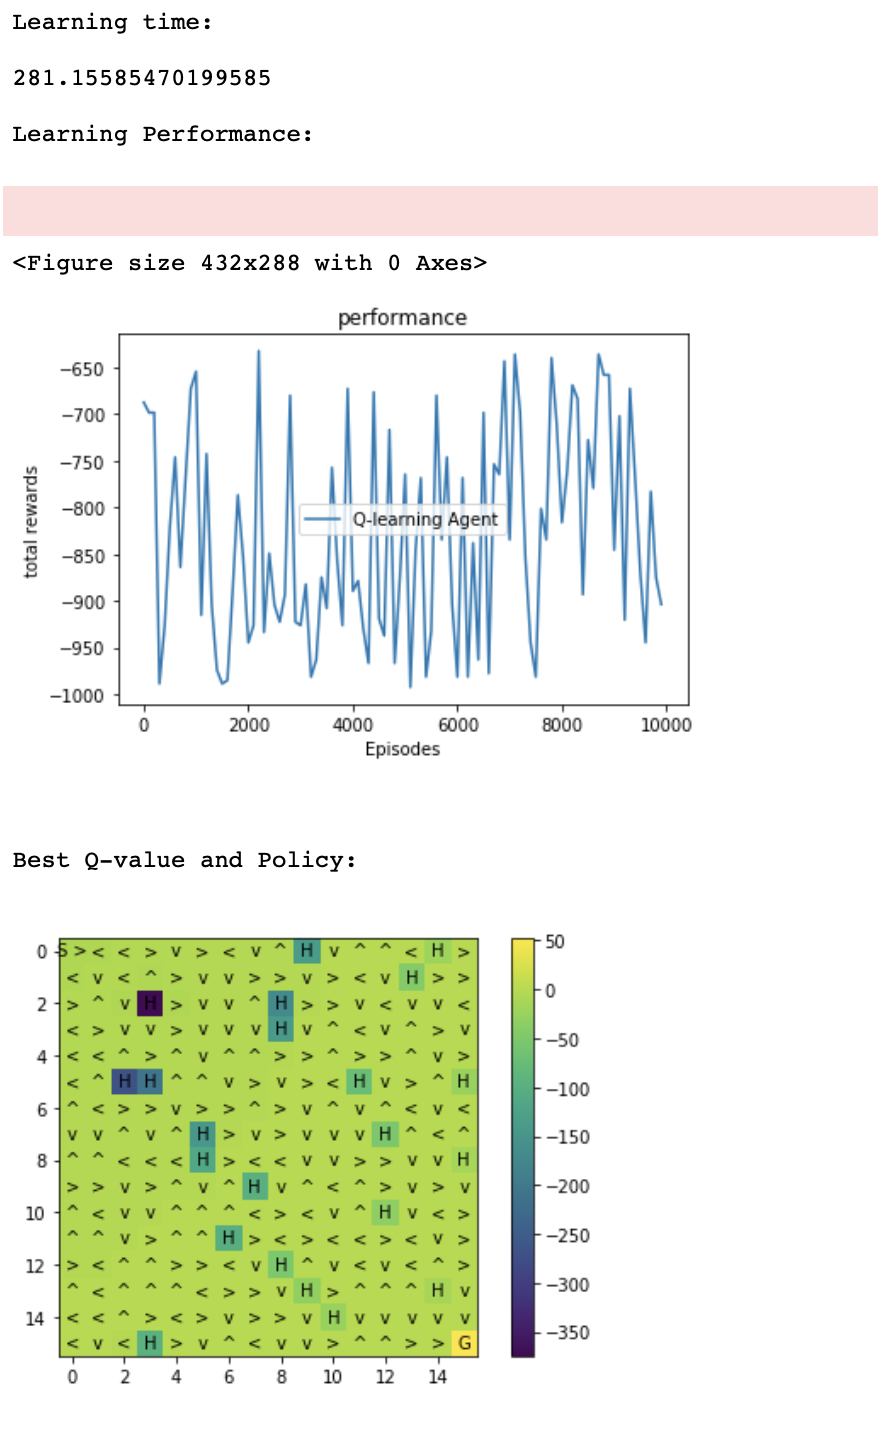 Learning time:
281.15585470199585
Learning Performance:
<Figure size 432x288 with 0 Axes>
performance
−650
−700
−750
−800
−850
−900
−950
−1000
total rewards
Q-learning Agent
0 2000 4000 6000 8000 10000
Episodes
Best Q-value and Policy:
0 S > < < > v > < v ^ H v ^ ^ < H >
< v < ^ > v v > > v > < v H > >
2 > ^ v H > v v ^ H > > v < v v <
< > v v > v v v H v ^ < v ^ > v
4 < < ^ > ^ v ^ ^ > > ^ > > ^ v >
< ^ H H ^ ^ v > v > < H v > ^ H
6 ^ < > > v > > ^ > v ^ v ^ < v <
v v ^ v ^ H > v > v v v H ^ < ^
8 ^ ^ < < < H > < < v v > > v v H
> > v > ^ v ^ H v ^ < ^ > v > v
10 ^ < v v ^ ^ ^ < > < v ^ H v < >
^ ^ v > ^ ^ H > < > < > < < v >
12 > < ^ ^ > > < v H ^ v < v < ^ >
^ < ^ ^ ^ < > > v H > ^ ^ ^ H v
14 < < ^ > < > v > > v H v v v v v
< v < H > v ^ < v v > ^ ^ > > G
0 2 4 6 8 10 12 14
50
0
−50
−100
−150
−200
−250
−300
−350